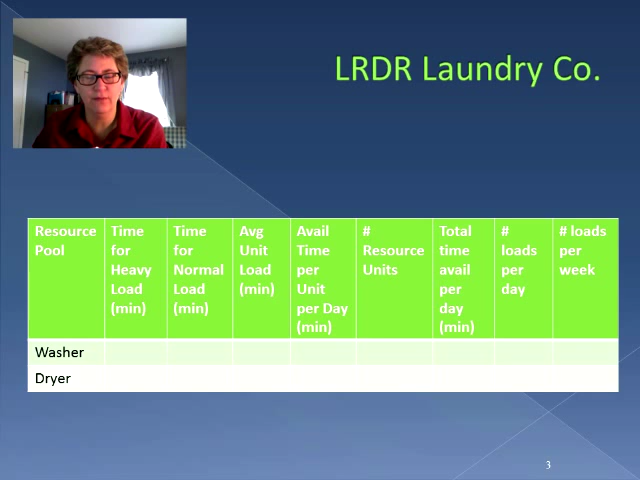 LRDR Laundry Co.
Resource Pool
Time for Heavy Load (min)
Time for Normal Load (min)
Avg Unit Load (min)
Avail Time per Unit per Day (min)
# Resource Units
Total time avail per day (min)
# loads per day
# loads per week
Washer
Dryer
3